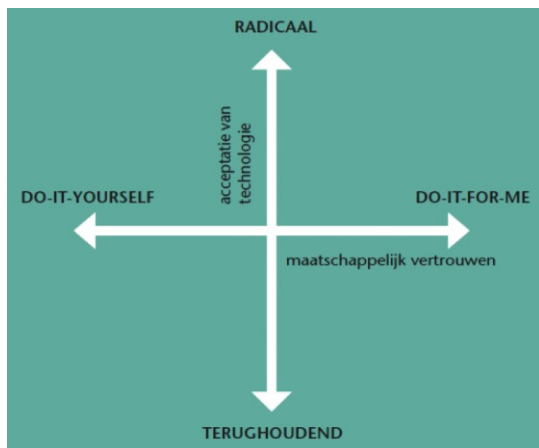 RADICAAL
acceptatie van
technologie
DO-IT-YOURSELF
DO-IT-FOR-ME
maatschappelijk vertrouwen
TERUGHOUDEND